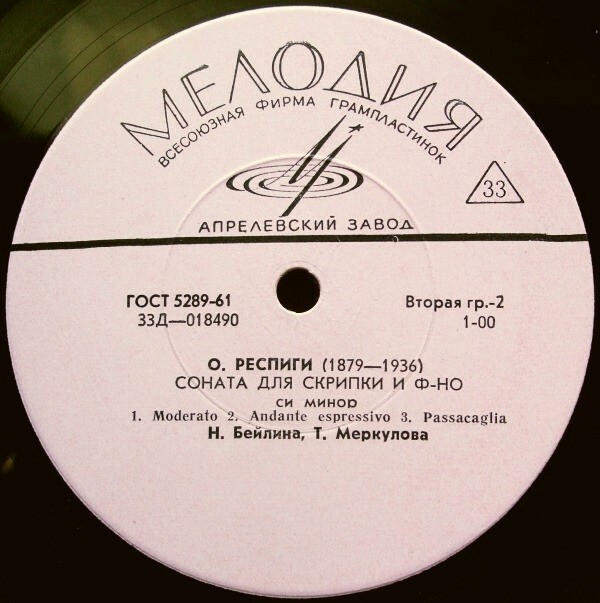 МЕЛОДИЯ
ВСЕСОЮЗНАЯ ФИРМА ГРАМПЛАСТИНОК
33
АПРЕЛЕВСКИЙ ЗАВОД
ГОСТ 5289-61 Вторая гр.-2
33Д—018490 1-00
О. РЕСПИГИ (1879—1936)
СОНАТА ДЛЯ СКРИПКИ И Ф-НО
СИ МИНОР
1. Moderato 2. Andante espressivo 3. Passacaglia
Н. Бейлина, Т. Меркулова